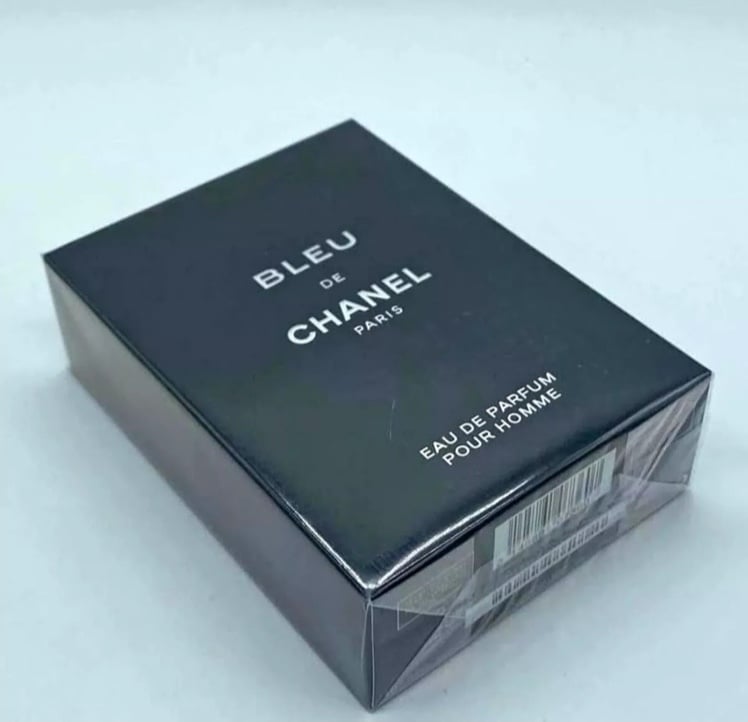 BLEU
DE
CHANEL
PARIS
EAU DE PARFUM
POUR HOMME